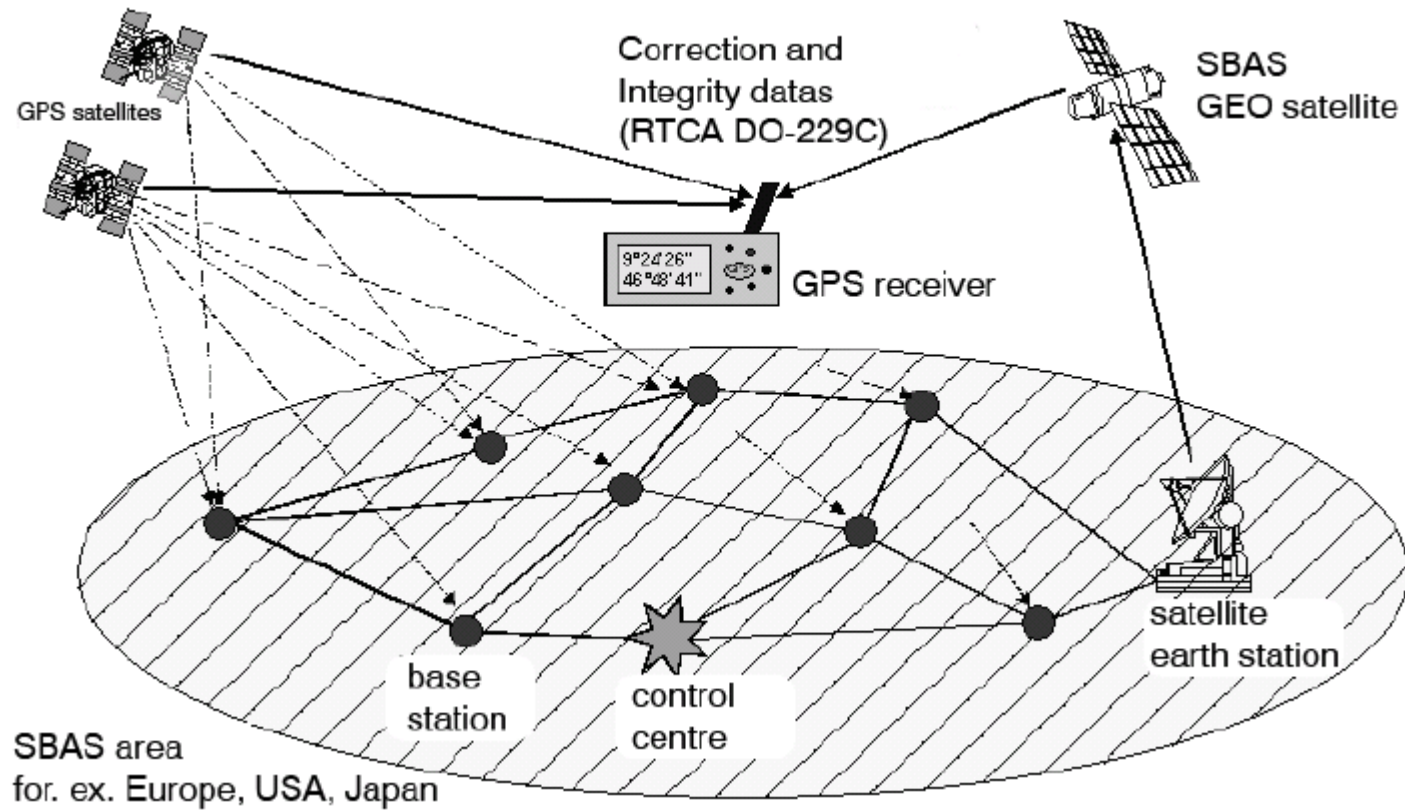 GPS satellites
Correction and
Integrity datas
(RTCA DO-229C)
SBAS
GEO satellite
9°24'26"
46°48'41"
GPS receiver
satellite
earth station
base
station
control
centre
SBAS area
for. ex. Europe, USA, Japan